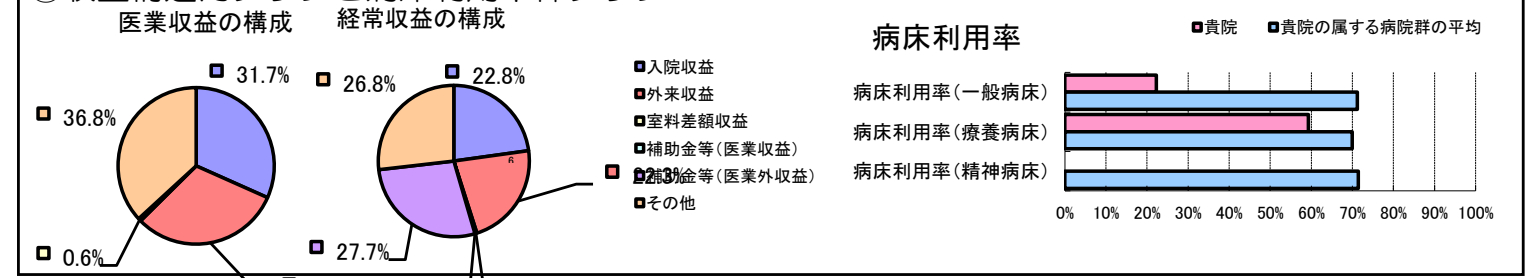 医業収益の構成
経常収益の構成
31.7%
36.8%
0.6%
22.8%
26.8%
22.3%
27.7%
6
入院収益
外来収益
室料差額収益
補助金等(医業収益)
補助金等(医業外収益)
その他
病床利用率
貴院
貴院の属する病院群の平均
病床利用率(一般病床)
病床利用率(療養病床)
病床利用率(精神病床)
0% 10% 20% 30% 40% 50% 60% 70% 80% 90% 100%